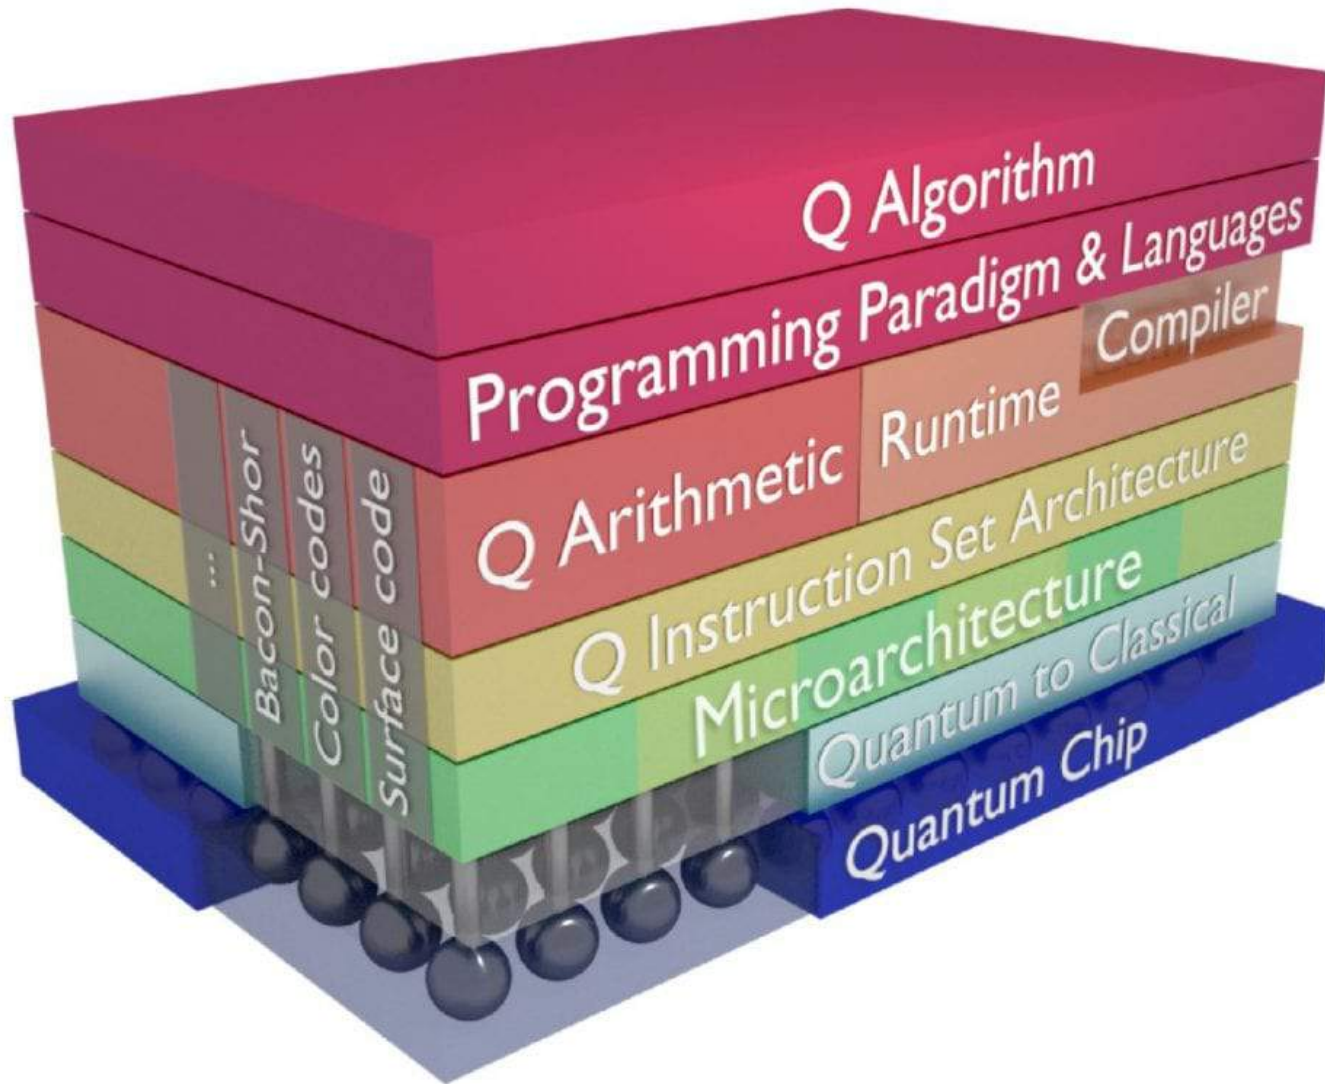 Q Algorithm
Programming Paradigm & Languages
Q Arithmetic
Runtime
Compiler
Q Instruction Set Architecture
Microarchitecture
Quantum to Classical
Quantum Chip
...
Bacon-Shor
Color codes
Surface code